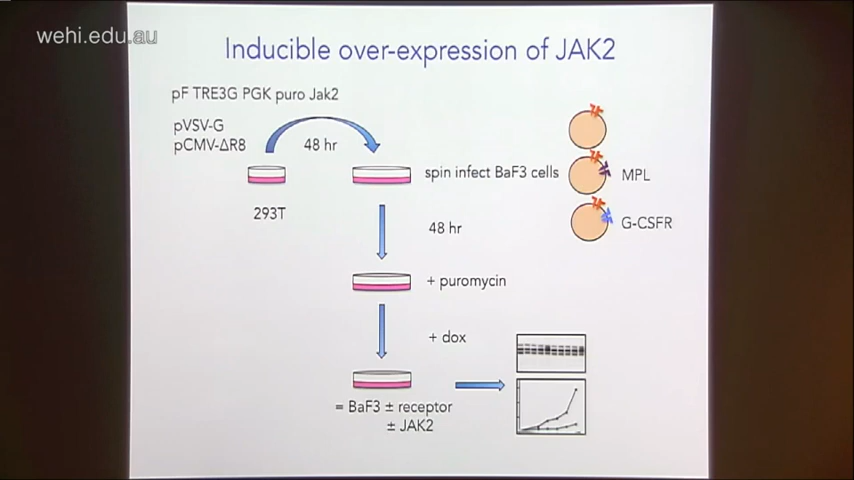 wehi.edu.au
Inducible over-expression of JAK2
pF TRE3G PGK puro Jak2
pVSV-G
pCMV-ΔR8
48 hr
293T
spin infect BaF3 cells
MPL
G-CSFR
48 hr
+ puromycin
+ dox
= BaF3 ± receptor
± JAK2